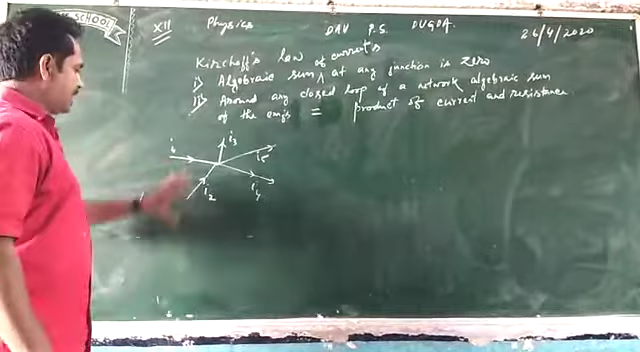 SCHOOL
XII Physics DAV P.S. DUGDA. 26/4/2020
Kirchoff's law
i) Algebraic sum of current's at any junction is zero
ii) Around any closed loop of a network algebraic sum
of the emfs = product of current and resistance.
i3
i5
i2
i4